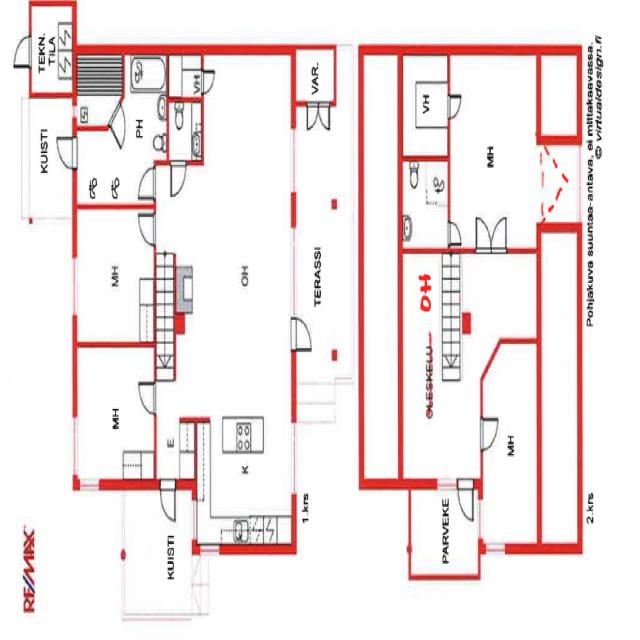 RE/MAX
TEKN.
TILA
KUISTI
PH
VH
VAR.
MH
OH
TERASSI
MH
E
K
KUISTI
1.krs
VH
MH
OLESKELU
OH
MH
PARVEKE
2.krs
Pohjakuva suuntaa-antava, ei mittakaavassa.
© virtualdesign.fi